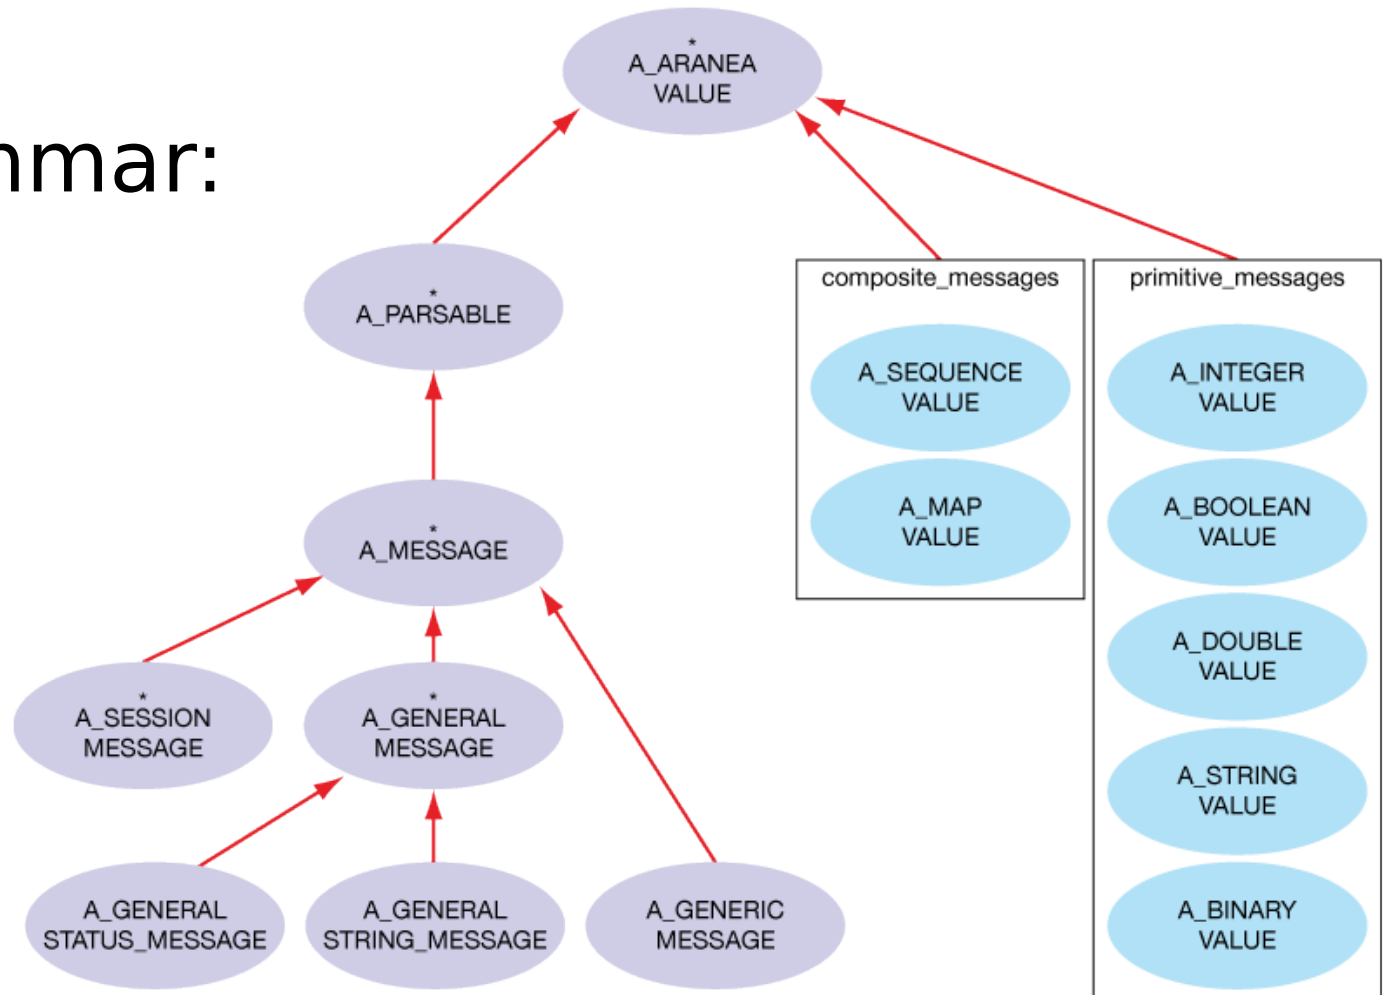 *
A_ARANEA
VALUE
nmar:
*
A_PARSABLE
composite_messages
primitive_messages
A_SEQUENCE
VALUE
A_INTEGER
VALUE
A_MAP
VALUE
A_BOOLEAN
VALUE
*
A_MESSAGE
A_DOUBLE
VALUE
*
A_SESSION
MESSAGE
*
A_GENERAL
MESSAGE
A_STRING
VALUE
A_GENERAL
STATUS_MESSAGE
A_GENERAL
STRING_MESSAGE
A_GENERIC
MESSAGE
A_BINARY
VALUE